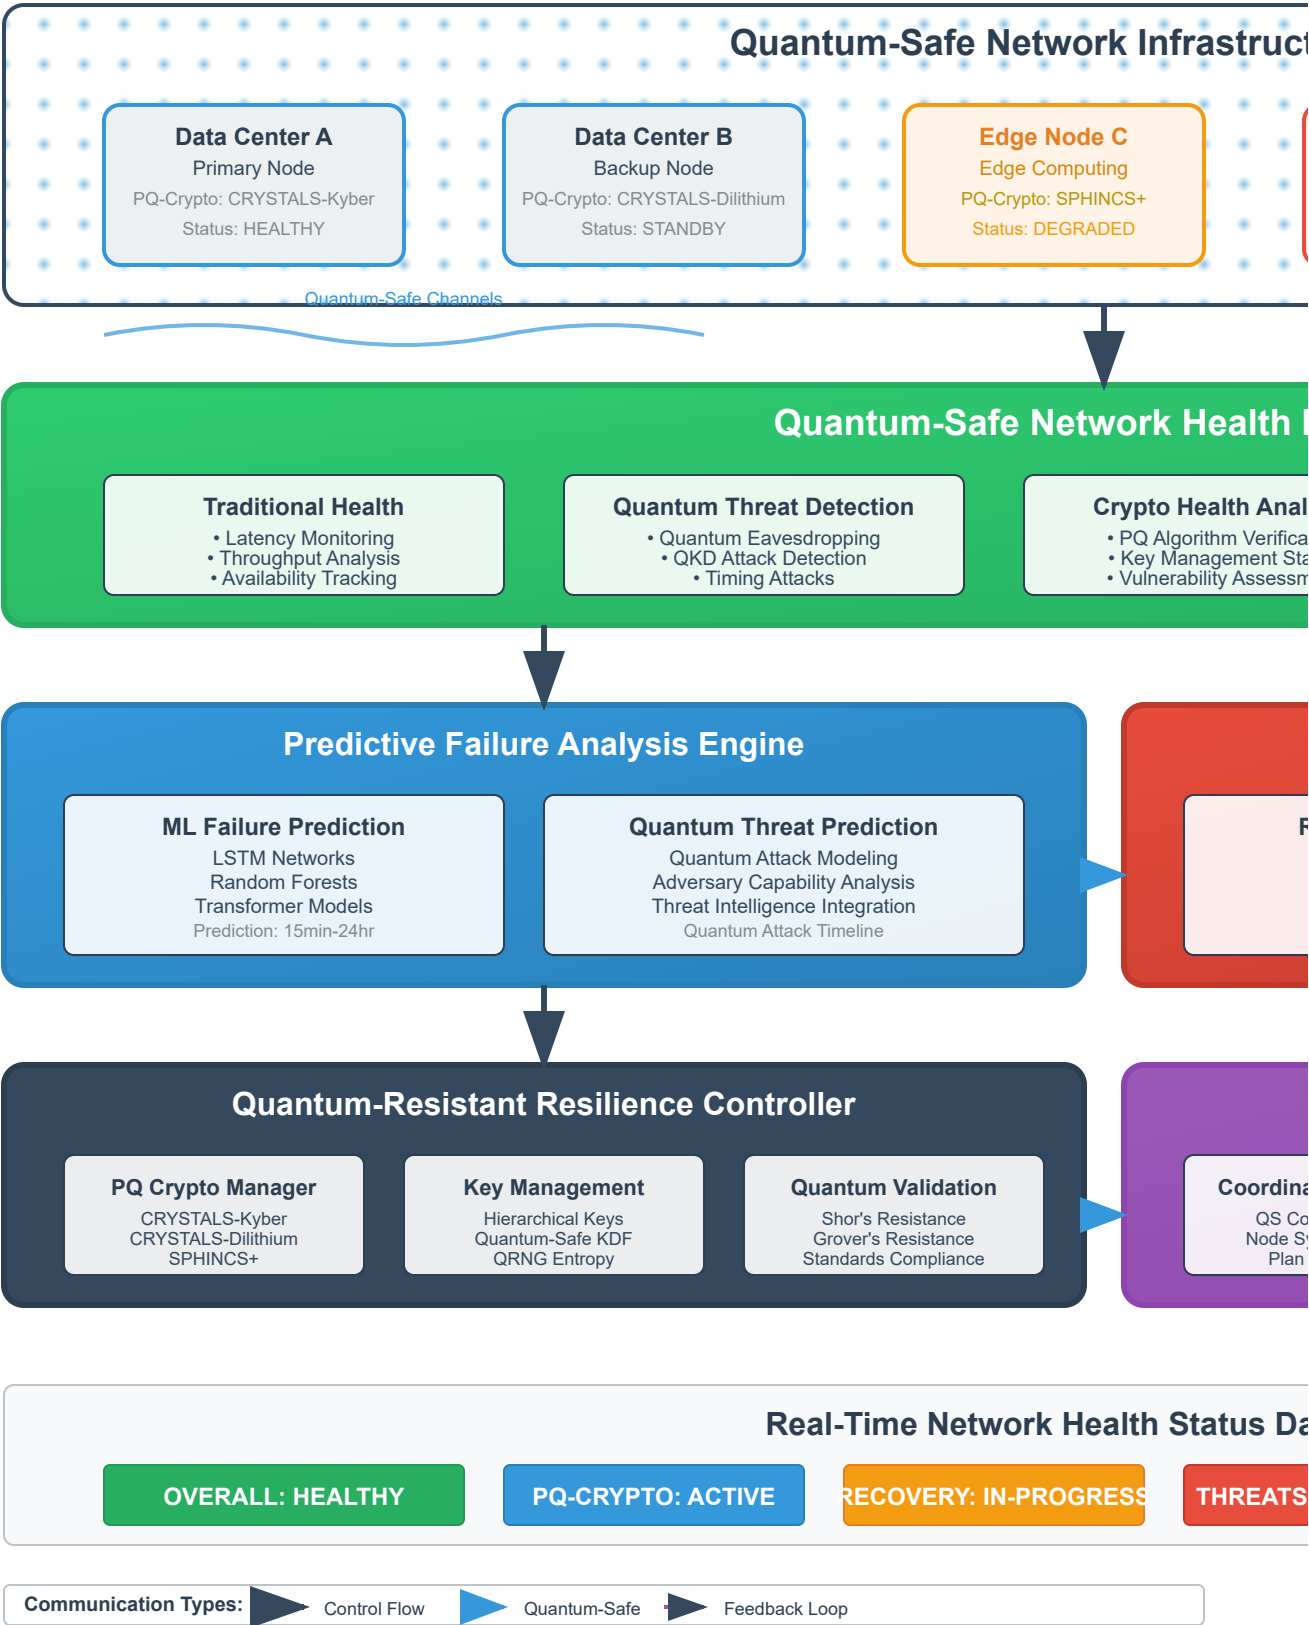 Quantum-Safe Network Infrastruct
Data Center A
Primary Node
PQ-Crypto: CRYSTALS-Kyber
Status: HEALTHY
Data Center B
Backup Node
PQ-Crypto: CRYSTALS-Dilithium
Status: STANDBY
Edge Node C
Edge Computing
PQ-Crypto: SPHINCS+
Status: DEGRADED
Quantum-Safe Channels
Quantum-Safe Network Health
Traditional Health
• Latency Monitoring
• Throughput Analysis
• Availability Tracking
Quantum Threat Detection
• Quantum Eavesdropping
• QKD Attack Detection
• Timing Attacks
Crypto Health Anal
• PQ Algorithm Verifica
• Key Management Sta
• Vulnerability Assessm
Predictive Failure Analysis Engine
ML Failure Prediction
LSTM Networks
Random Forests
Transformer Models
Prediction: 15min-24hr
Quantum Threat Prediction
Quantum Attack Modeling
Adversary Capability Analysis
Threat Intelligence Integration
Quantum Attack Timeline
R
Quantum-Resistant Resilience Controller
PQ Crypto Manager
CRYSTALS-Kyber
CRYSTALS-Dilithium
SPHINCS+
Key Management
Hierarchical Keys
Quantum-Safe KDF
QRNG Entropy
Quantum Validation
Shor's Resistance
Grover's Resistance
Standards Compliance
Coordina
QS Co
Node Sy
Plan
Real-Time Network Health Status Da
OVERALL: HEALTHY
PQ-CRYPTO: ACTIVE
RECOVERY: IN-PROGRESS
THREATS
Communication Types:
Control Flow
Quantum-Safe
Feedback Loop